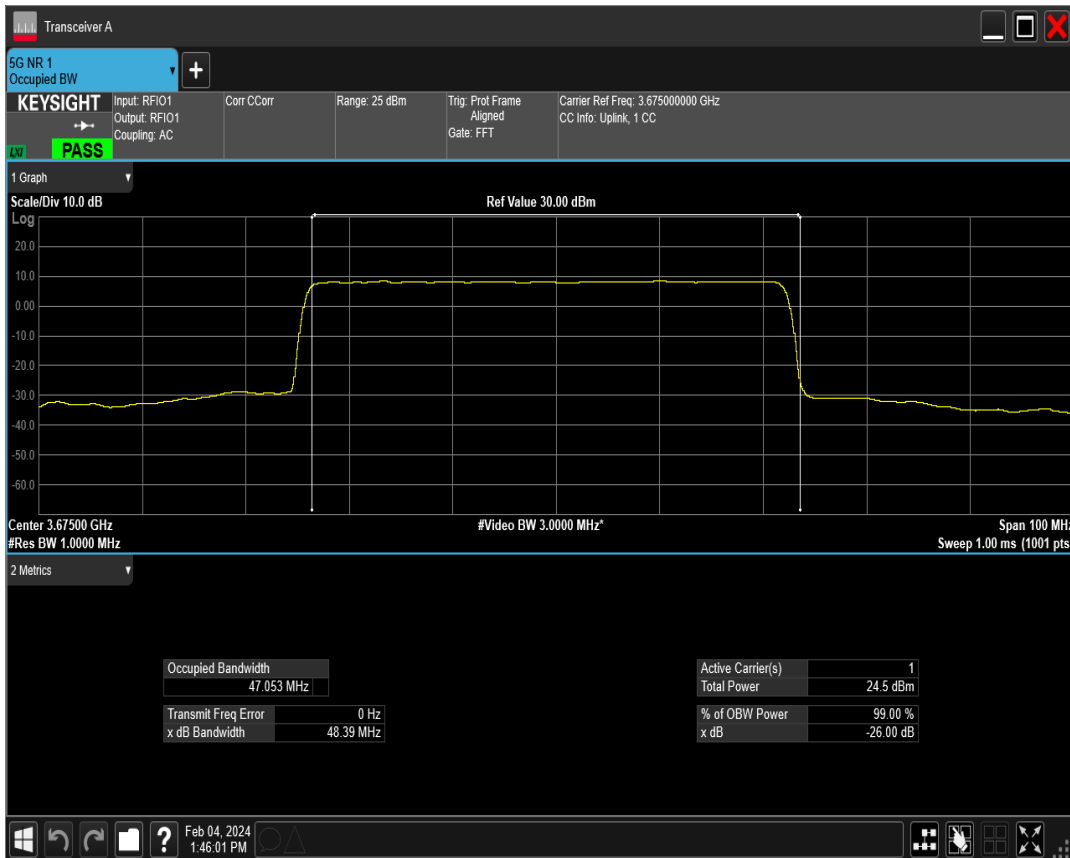 Transceiver A
5G NR 1
Occupied BW
+
KEYSIGHT
Input: RFIO1
Output: RFIO1
Coupling: AC
Corr CCorr
Range: 25 dBm
Trig: Prot Frame
Aligned
Gate: FFT
Carrier Ref Freq: 3.675000000 GHz
CC Info: Uplink, 1 CC
LXI
PASS
1 Graph
Scale/Div 10.0 dB
Ref Value 30.00 dBm
Log
20.0
10.0
0.00
-10.0
-20.0
-30.0
-40.0
-50.0
-60.0
Center 3.67500 GHz
#Video BW 3.0000 MHz*
Span 100 MHz
#Res BW 1.0000 MHz
Sweep 1.00 ms (1001 pts
2 Metrics
Occupied Bandwidth
47.053 MHz
Transmit Freq Error 0 Hz
x dB Bandwidth 48.39 MHz
Active Carrier(s) 1
Total Power 24.5 dBm
% of OBW Power 99.00 %
x dB -26.00 dB
?
Feb 04, 2024
1:46:01 PM